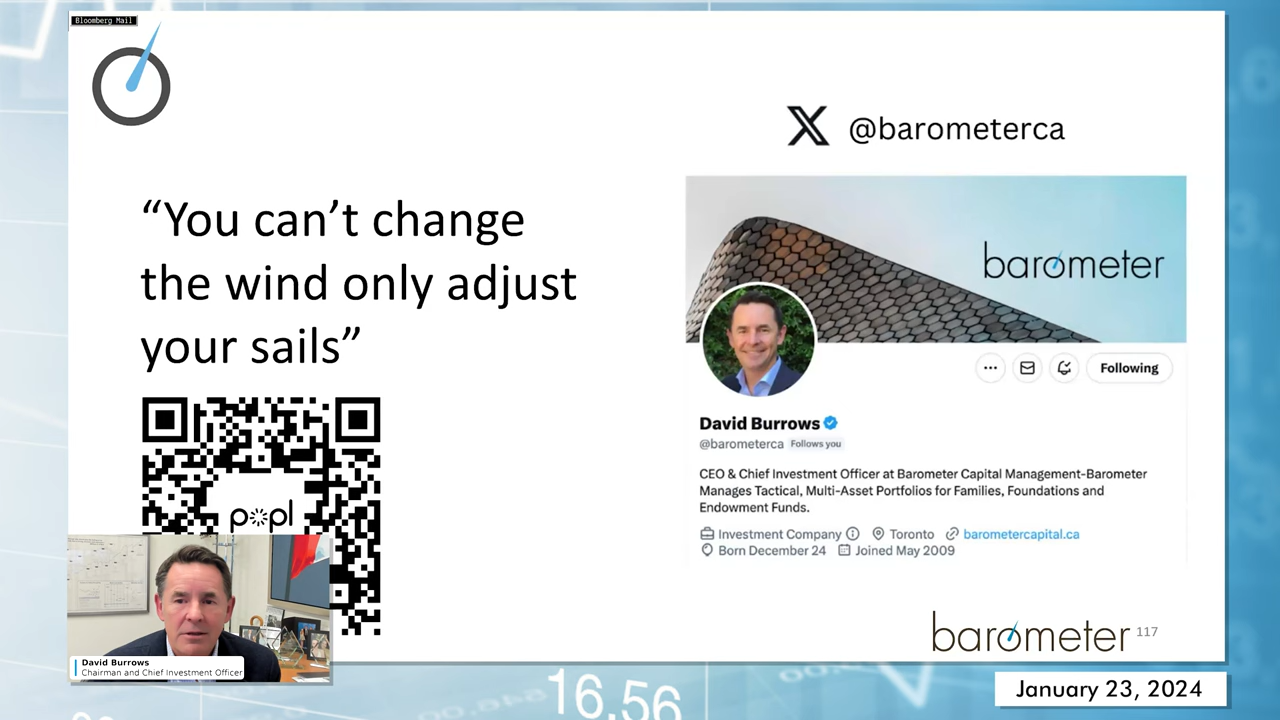 Bloomberg Mail
@barometerca
“You can’t change
the wind only adjust
your sails”
barometer
Following
David Burrows
@barometerca Follows you
CEO & Chief Investment Officer at Barometer Capital Management-Barometer
Manages Tactical, Multi-Asset Portfolios for Families, Foundations and
Endowment Funds.
Investment Company Toronto barometercapital.ca
Born December 24 Joined May 2009
popl
David Burrows
Chairman and Chief Investment Officer
barometer 117
January 23, 2024
16.56